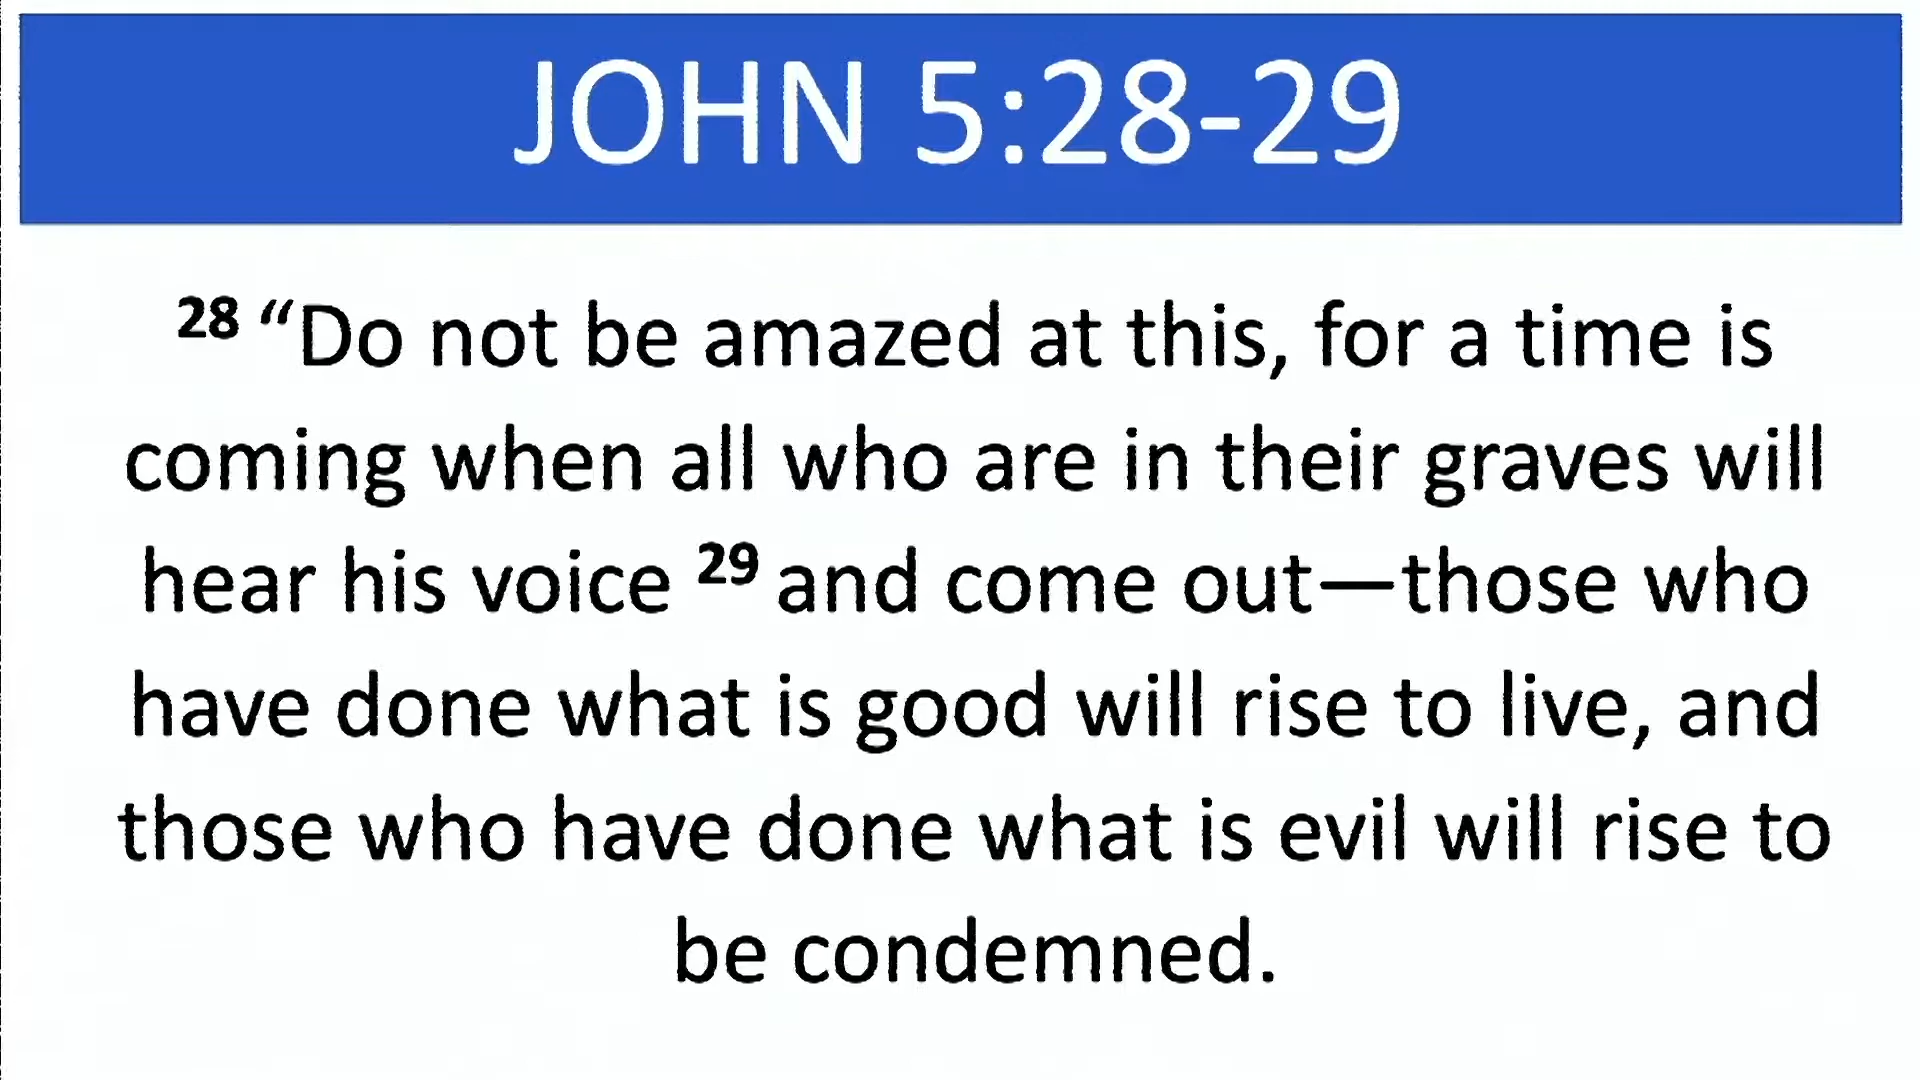 JOHN 5:28-29
28 “Do not be amazed at this, for a time is
coming when all who are in their graves will
hear his voice 29 and come out—those who
have done what is good will rise to live, and
those who have done what is evil will rise to
be condemned.